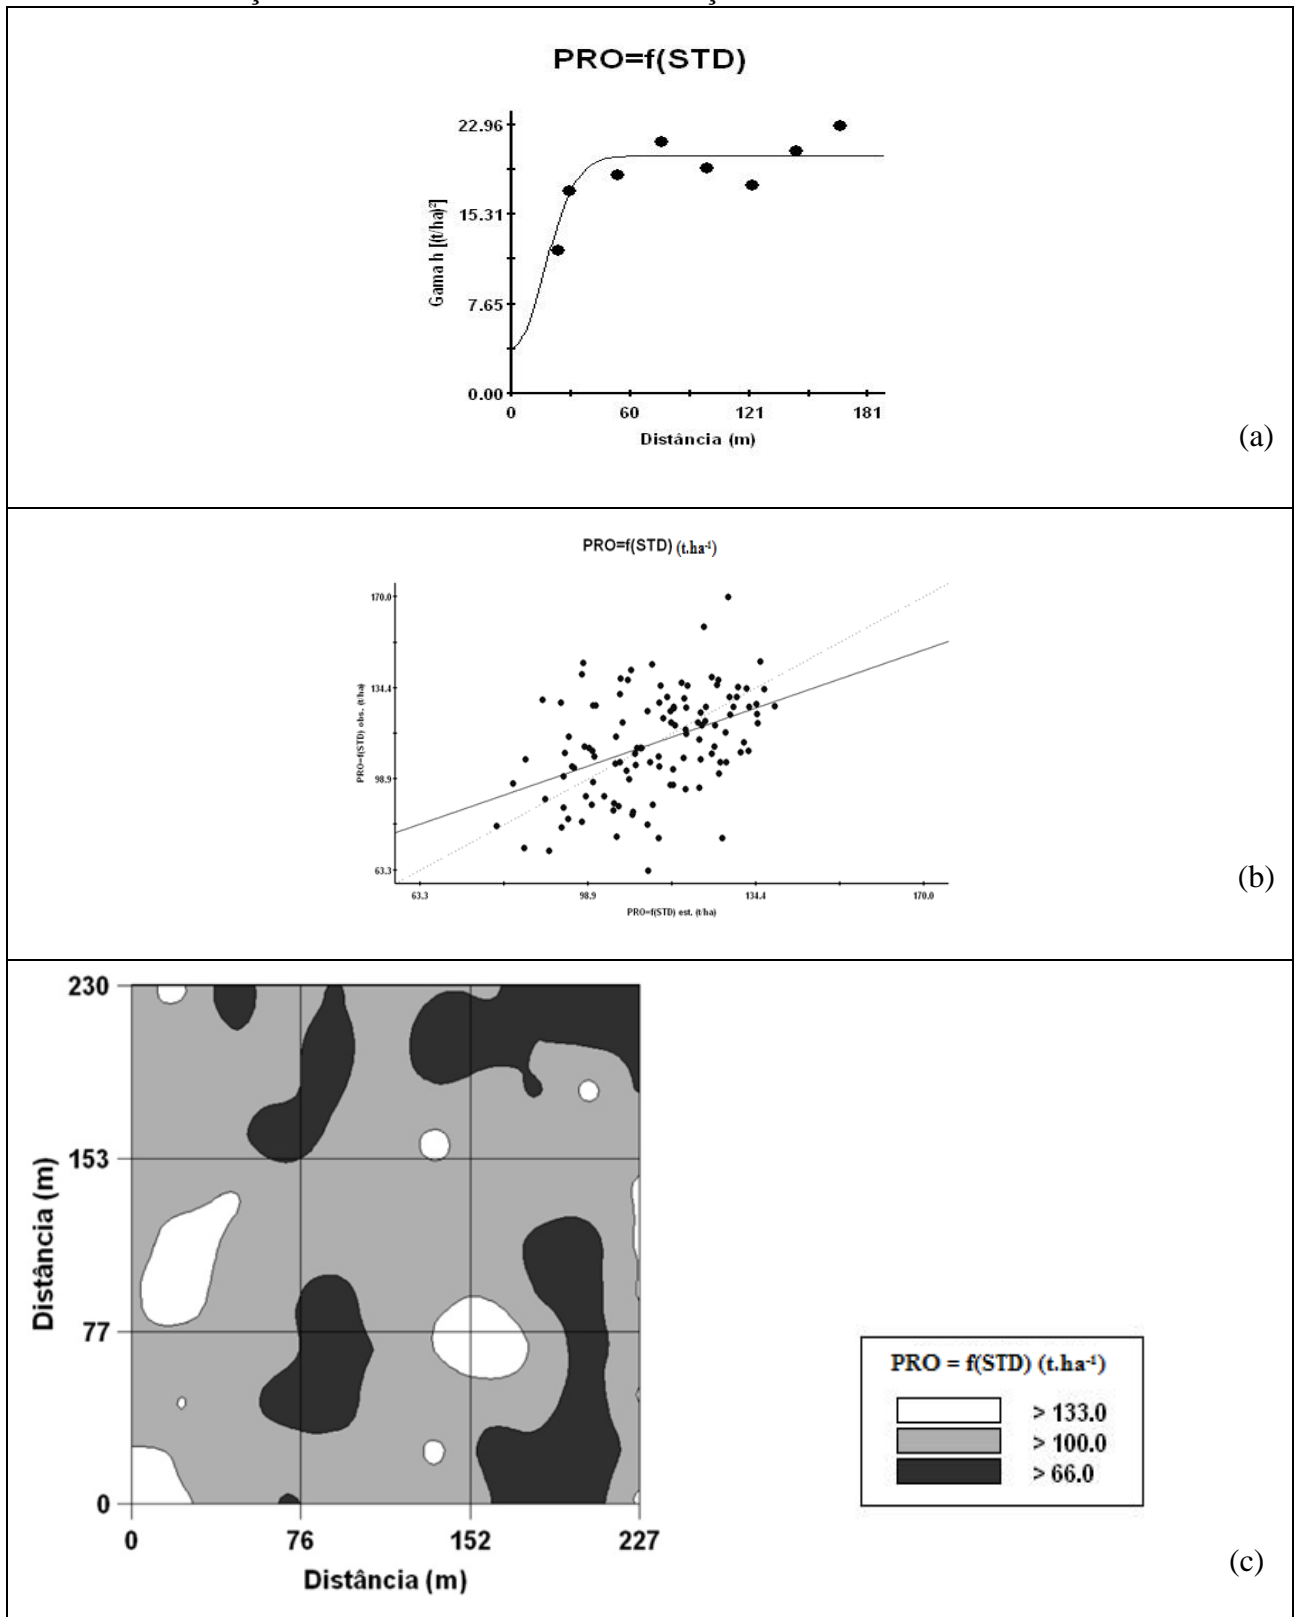 PRO=f(STD)
22.96
15.31
7.65
0.00
Gama h [(t/ha)²]
0 60 121 181
Distância (m)
(a)
PRO=f(STD) (t.ha⁻¹)
170.0
134.4
98.9
63.3
PRO=f(STD) obs. (t/ha)
63.3 98.9 134.4 170.0
PRO=f(STD) est. (t/ha)
(b)
230
153
77
0
Distância (m)
0 76 152 227
Distância (m)
PRO = f(STD) (t.ha⁻¹)
> 133.0
> 100.0
> 66.0
(c)